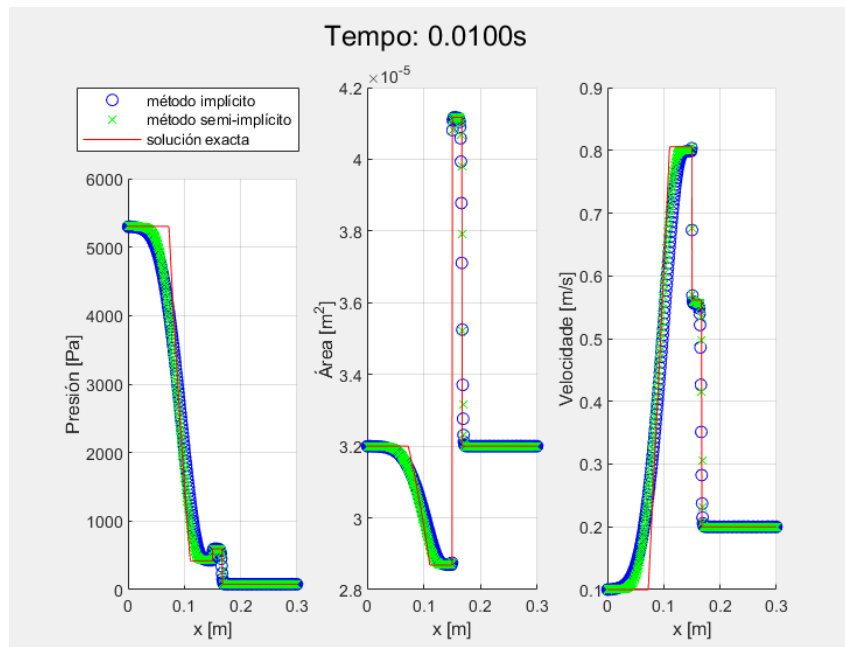 Tempo: 0.0100s
método implícito
método semi-implícito
solución exacta
Presión [Pa]
6000
5000
4000
3000
2000
1000
0
0 0.1 0.2 0.3
x [m]
×10⁻⁵
Área [m²]
4.2
4
3.8
3.6
3.4
3.2
3
2.8
0 0.1 0.2 0.3
x [m]
Velocidade [m/s]
0.9
0.8
0.7
0.6
0.5
0.4
0.3
0.2
0.1
0 0.1 0.2 0.3
x [m]